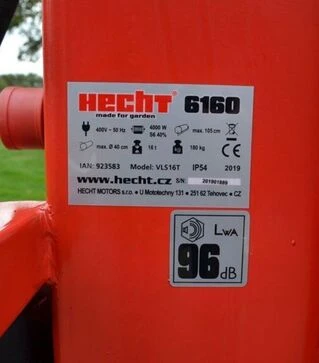 HECHT 6160
made for garden
400V ~ 50 Hz 4000 W S6 40% max. 105 cm
max. Ø 40 cm 16 t 180 kg
IAN: 923583 Model: VLS16T IP54 2019
www.hecht.cz S/N:
HECHT MOTORS s.r.o. • U Mototechny 131 • 251 62 Tehovec • CZ
LWA
96 dB